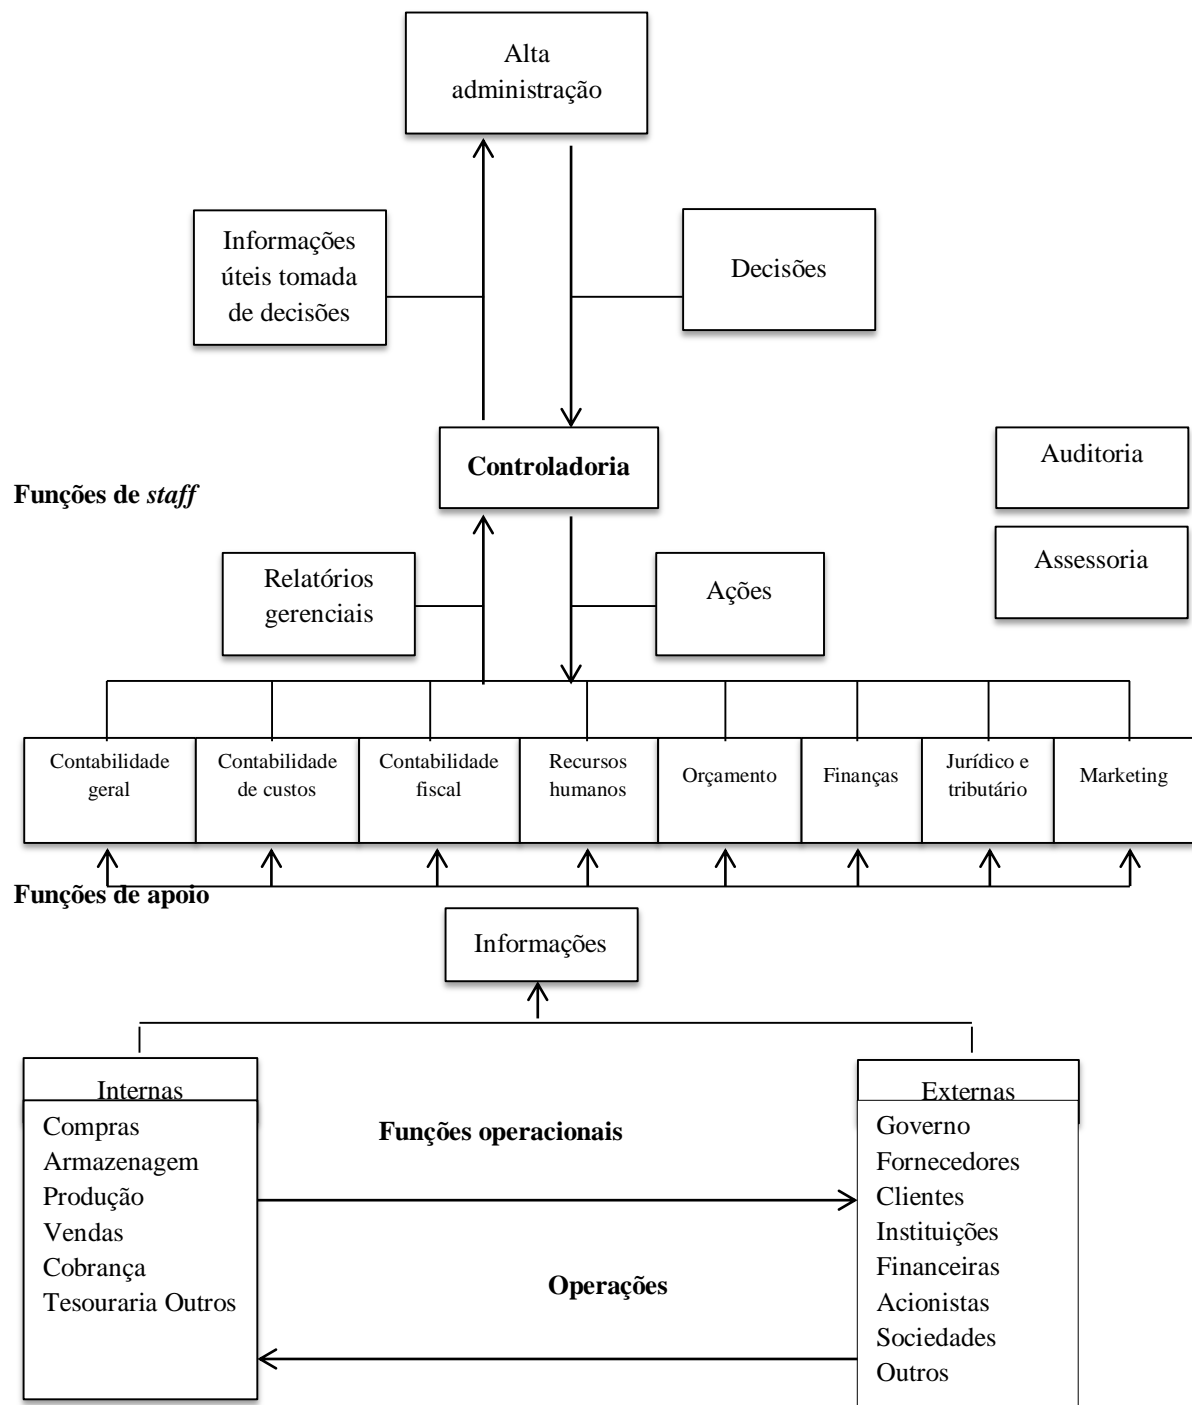 Alta
administração
Informações
úteis tomada
de decisões
Decisões
Controladoria
Auditoria
Funções de staff
Assessoria
Relatórios
gerenciais
Ações
Contabilidade
geral
Contabilidade
de custos
Contabilidade
fiscal
Recursos
humanos
Orçamento
Finanças
Jurídico e
tributário
Marketing
Funções de apoio
Informações
Internas
Compras
Armazenagem
Produção
Vendas
Cobrança
Tesouraria Outros
Funções operacionais
Operações
Externas
Governo
Fornecedores
Clientes
Instituições
Financeiras
Acionistas
Sociedades
Outros